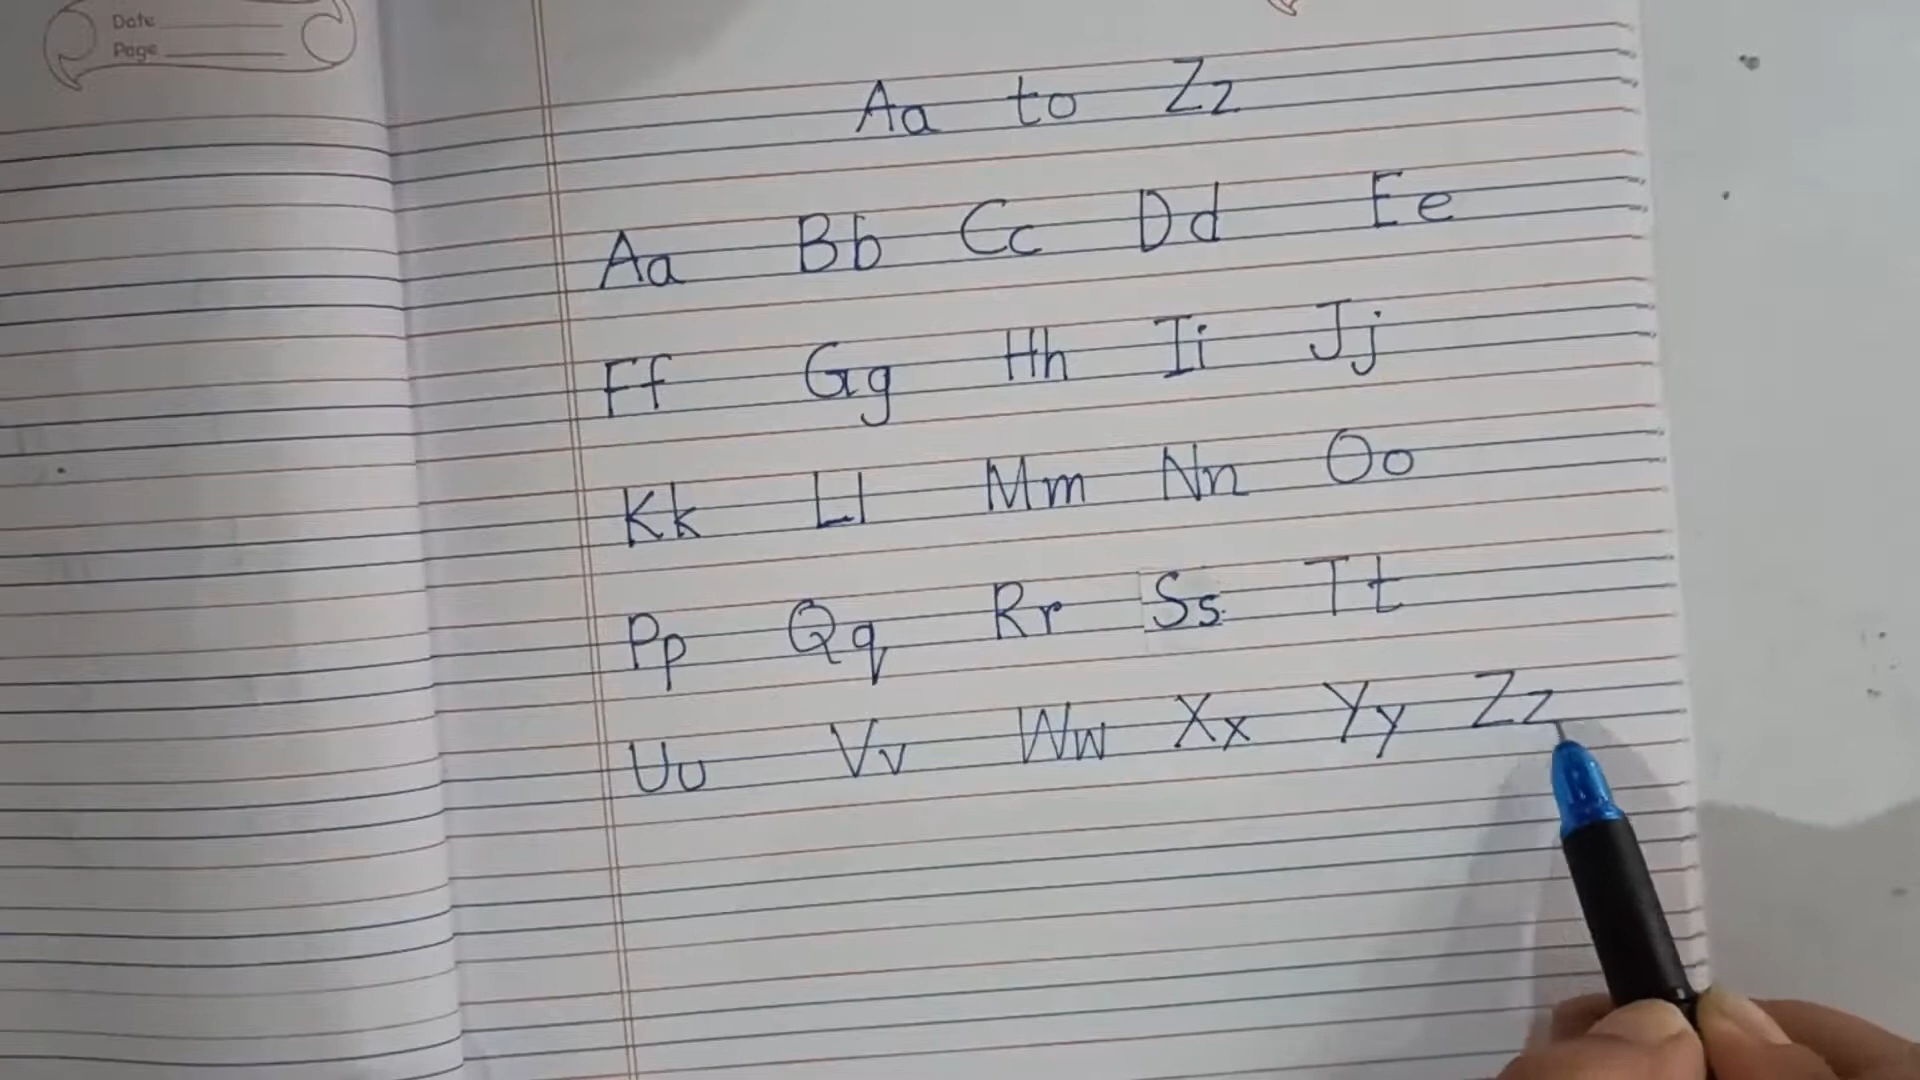 Date
Page
Aa to Zz
Aa Bb Cc Dd Ee
Ff Gg Hh Ii Jj
Kk Ll Mm Nn Oo
Pp Qq Rr Ss Tt
Uu Vv Ww Xx Yy Zz